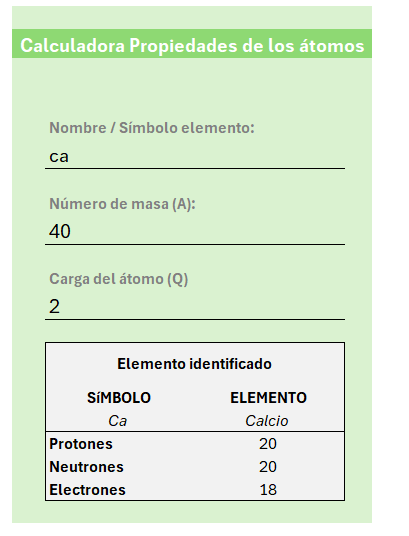 Calculadora Propiedades de los átomos
Nombre / Símbolo elemento:
ca
Número de masa (A):
40
Carga del átomo (Q)
2
Elemento identificado
SíMBOLO ELEMENTO
Ca Calcio
Protones 20
Neutrones 20
Electrones 18